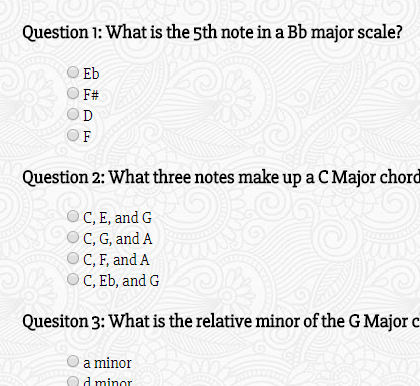 Question 1: What is the 5th note in a Bb major scale?
Eb
F#
D
F
Question 2: What three notes make up a C Major chord
C, E, and G
C, G, and A
C, F, and A
C, Eb, and G
Quesiton 3: What is the relative minor of the G Major c
a minor
d minor